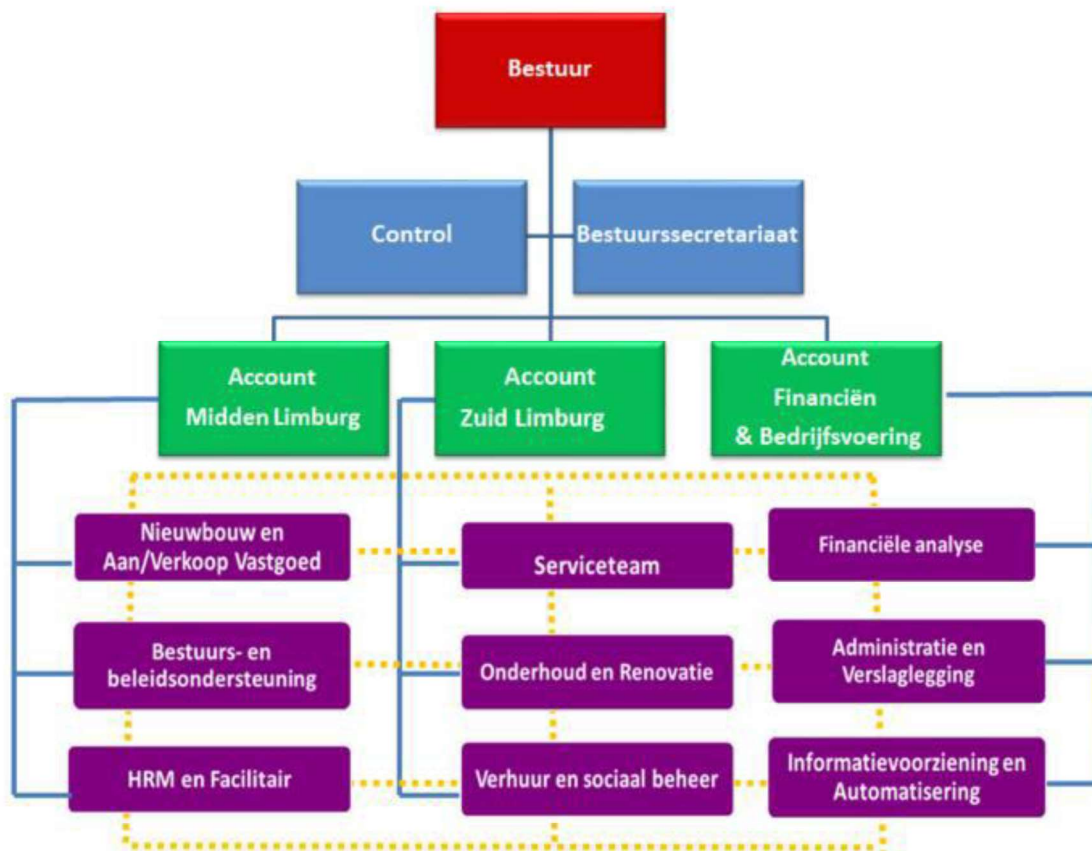 Bestuur
Control
Bestuurssecretariaat
Account
Midden Limburg
Account
Zuid Limburg
Account
Financiën
& Bedrijfsvoering
Nieuwbouw en
Aan/Verkoop Vastgoed
Serviceteam
Financiële analyse
Bestuurs- en
beleidsondersteuning
Onderhoud en Renovatie
Administratie en
Verslaglegging
HRM en Facilitair
Verhuur en sociaal beheer
Informatievoorziening en
Automatisering